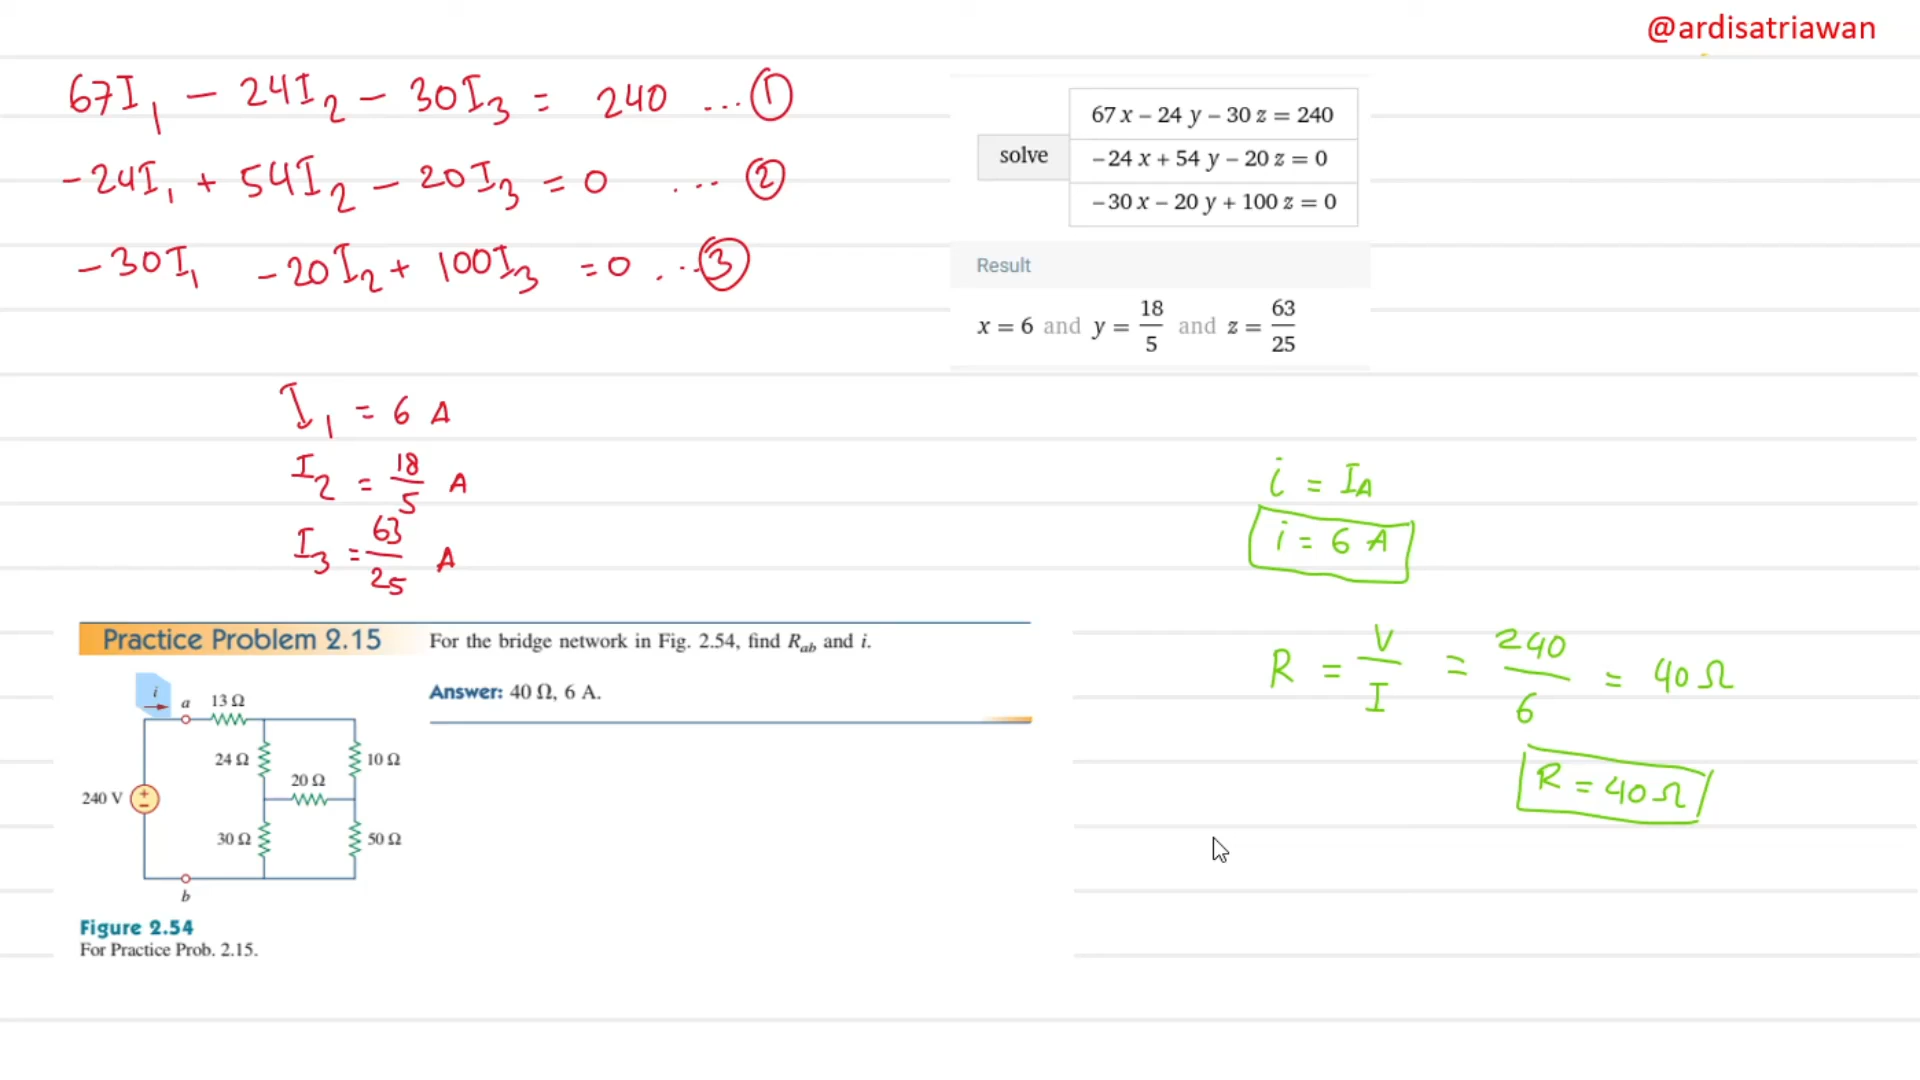 @ardisatriawan
67I₁ − 24I₂ − 30I₃ = 240 ... ①
-24I₁ + 54I₂ − 20I₃ = 0 ... ②
-30I₁ -20I₂ + 100I₃ = 0 ... ③
solve
67 x − 24 y − 30 z = 240
−24 x + 54 y − 20 z = 0
−30 x − 20 y + 100 z = 0
Result
x = 6 and y = 18/5 and z = 63/25
I₁ = 6 A
I₂ = 18/5 A
I₃ = 63/25 A
i = I_A
i = 6 A
R = V/I = 240/6 = 40 Ω
R = 40 Ω
Practice Problem 2.15
For the bridge network in Fig. 2.54, find R_ab and i.
Answer: 40 Ω, 6 A.
i
a
13 Ω
24 Ω
10 Ω
20 Ω
240 V
+
−
30 Ω
50 Ω
b
Figure 2.54
For Practice Prob. 2.15.